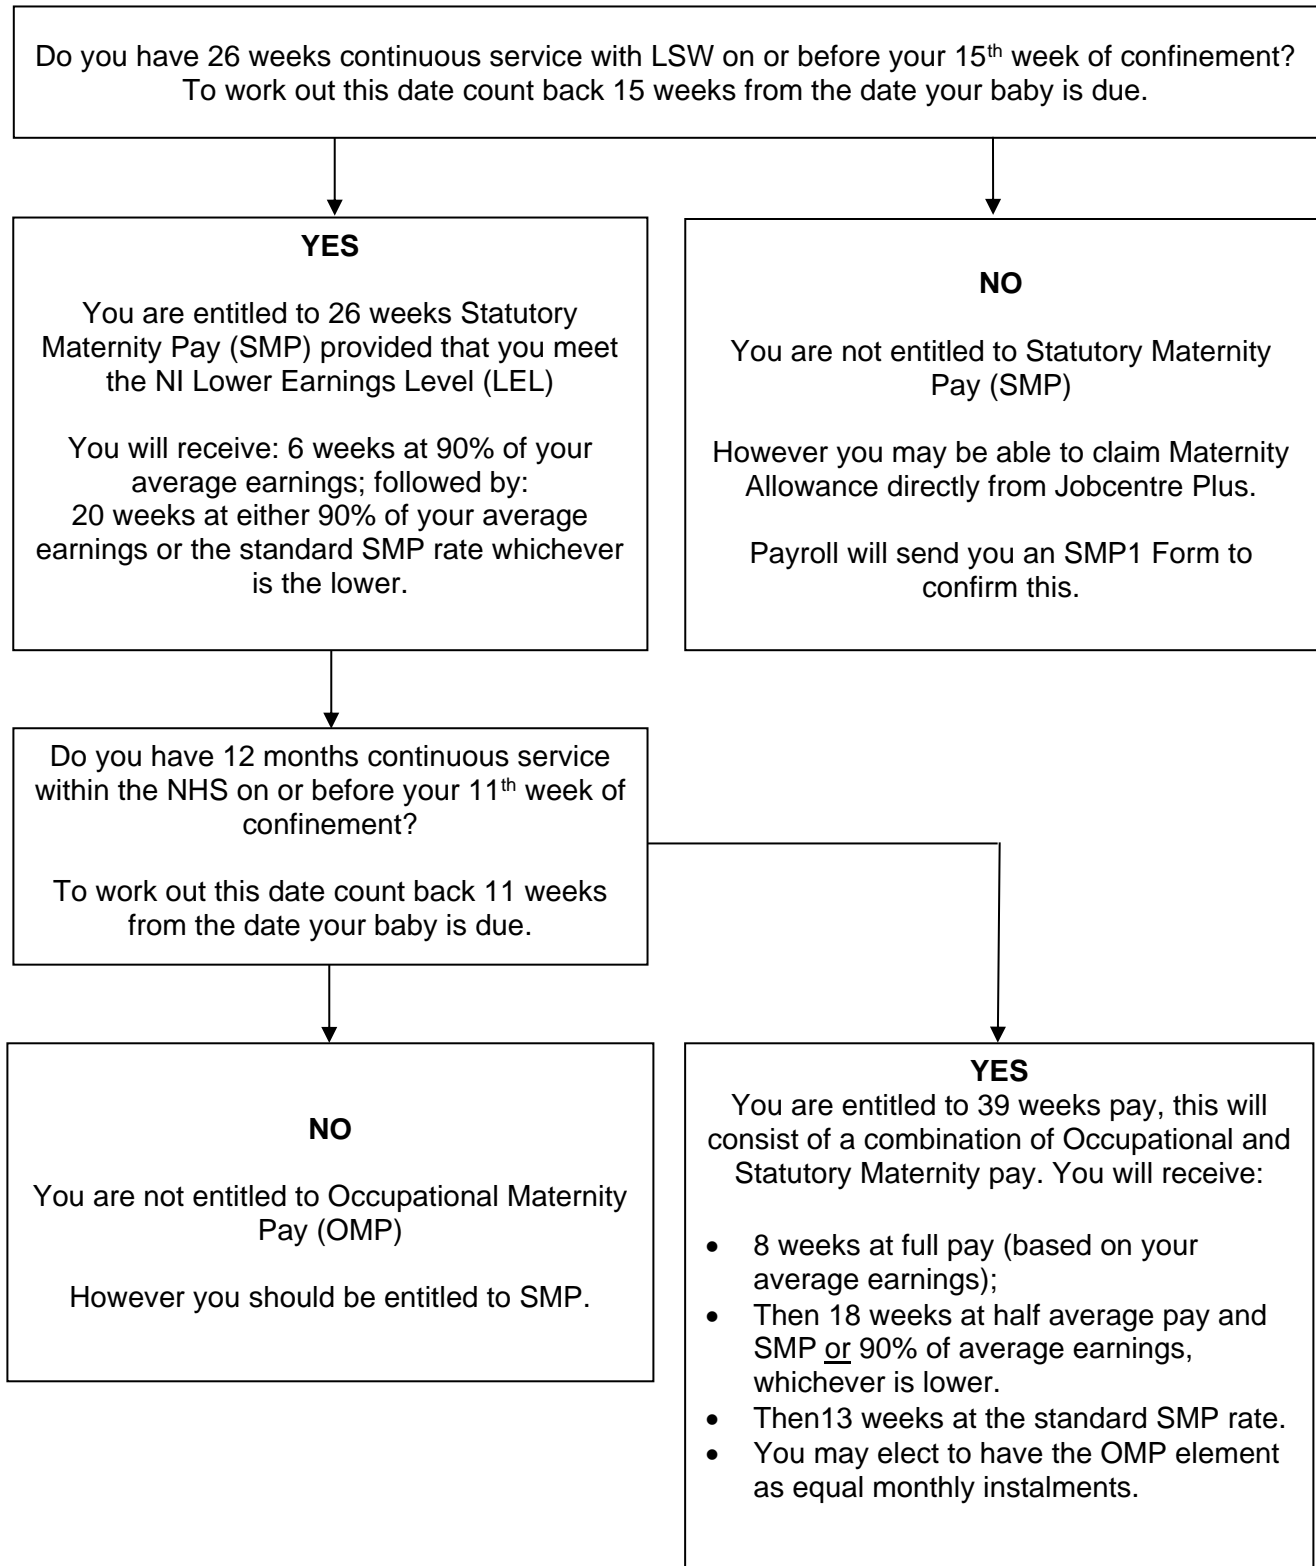 Do you have 26 weeks continuous service with LSW on or before your 15th week of confinement?
To work out this date count back 15 weeks from the date your baby is due.
YES
You are entitled to 26 weeks Statutory
Maternity Pay (SMP) provided that you meet
the NI Lower Earnings Level (LEL)
You will receive: 6 weeks at 90% of your
average earnings; followed by:
20 weeks at either 90% of your average
earnings or the standard SMP rate whichever
is the lower.
NO
You are not entitled to Statutory Maternity
Pay (SMP)
However you may be able to claim Maternity
Allowance directly from Jobcentre Plus.
Payroll will send you an SMP1 Form to
confirm this.
Do you have 12 months continuous service
within the NHS on or before your 11th week of
confinement?
To work out this date count back 11 weeks
from the date your baby is due.
NO
You are not entitled to Occupational Maternity
Pay (OMP)
However you should be entitled to SMP.
YES
You are entitled to 39 weeks pay, this will
consist of a combination of Occupational and
Statutory Maternity pay. You will receive:
• 8 weeks at full pay (based on your
average earnings);
• Then 18 weeks at half average pay and
SMP or 90% of average earnings,
whichever is lower.
• Then13 weeks at the standard SMP rate.
• You may elect to have the OMP element
as equal monthly instalments.